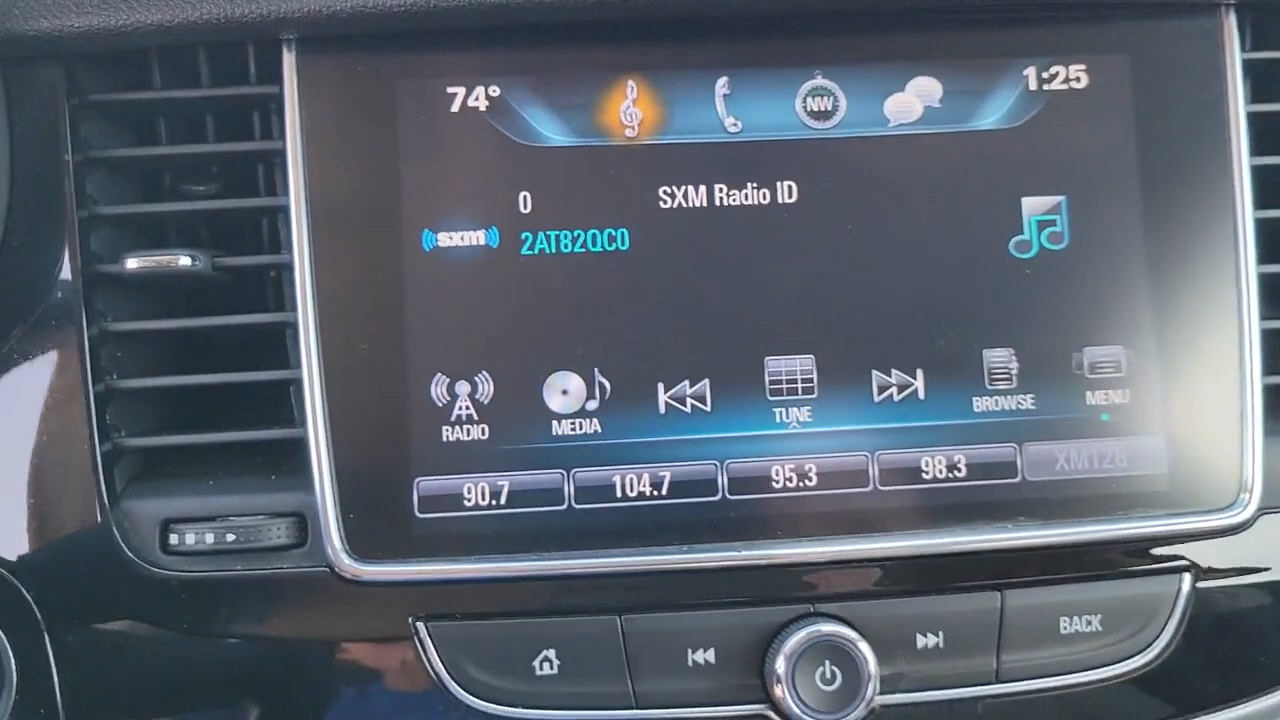 74°
NW
1:25
0
SXM Radio ID
sxm
2AT82QC0
RADIO
MEDIA
TUNE
BROWSE
MENU
90.7
104.7
95.3
98.3
XM128
BACK